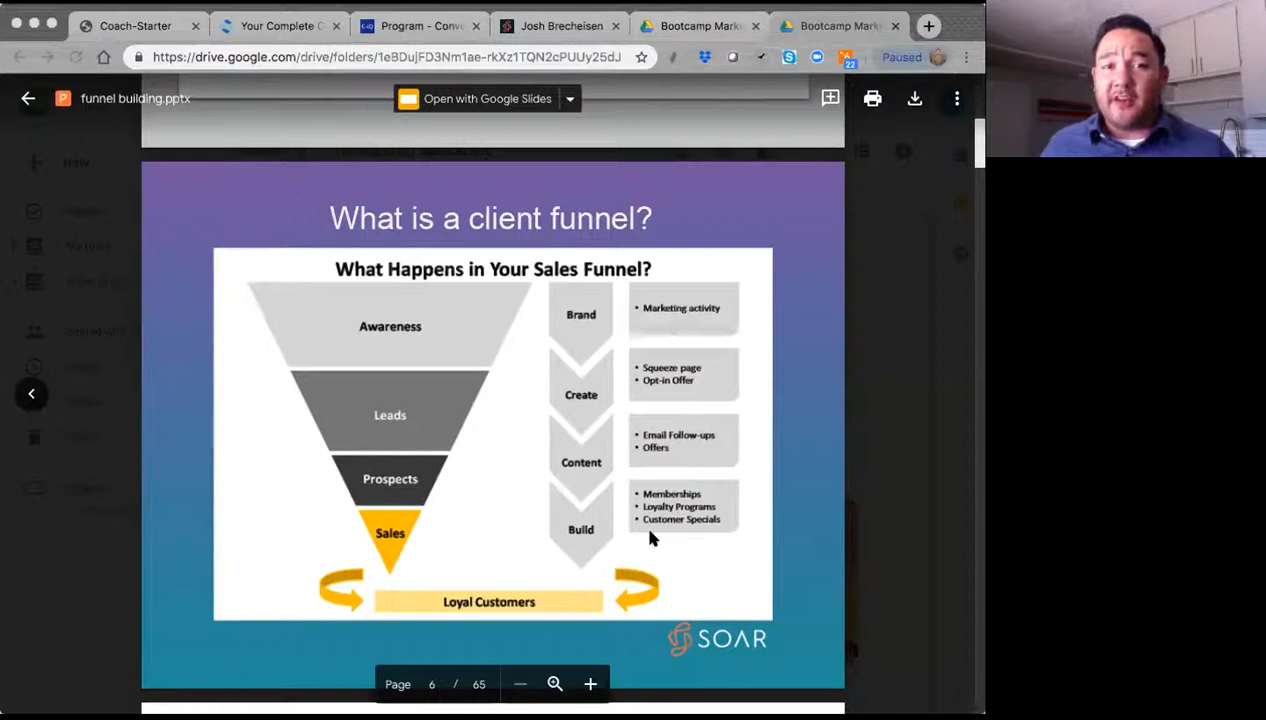 Coach-Starter
Your Complete G
Program - Conv
Josh Brecheisen
Bootcamp Mark
Bootcamp Mark
https://drive.google.com/drive/folders/1eBDujFD3Nm1ae-rkXz1TQN2cPUUy25dJ
22
Paused
funnel building.pptx
Open with Google Slides
What is a client funnel?
What Happens in Your Sales Funnel?
Awareness
Leads
Prospects
Sales
Brand
Create
Content
Build
• Marketing activity
• Squeeze page
• Opt-in Offer
• Email Follow-ups
• Offers
• Memberships
• Loyalty Programs
• Customer Specials
Loyal Customers
SOAR
Page 6 / 65